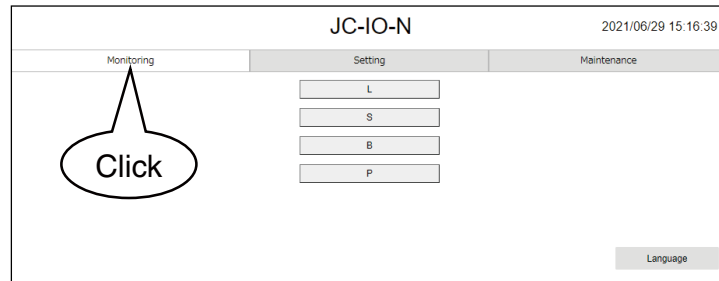 JC-IO-N
2021/06/29 15:16:39
Monitoring
Setting
Maintenance
L
S
B
P
Click
Language